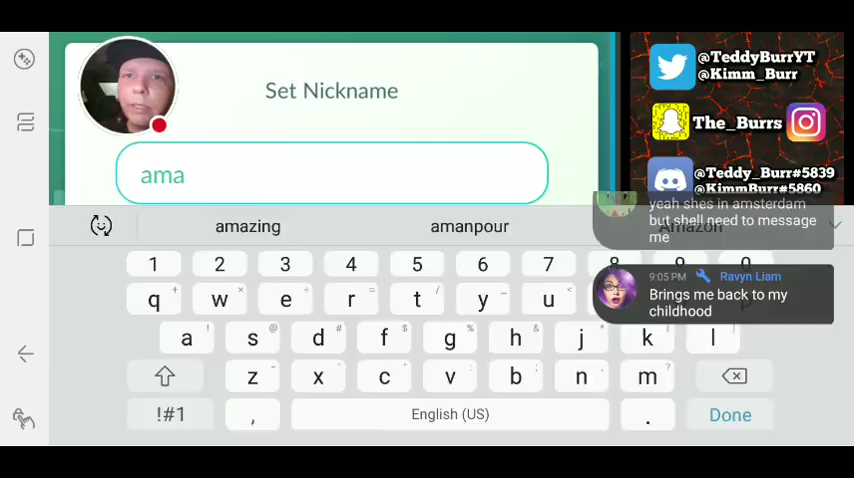 Set Nickname
ama
@TeddyBurrYT
@Kimm_Burr
The_Burrs
@Teddy_Burr#5839
@KimmBurr#5860
yeah shes in amsterdam
but shell need to message
me
9:05 PM Ravyn Liam
Brings me back to my
childhood
amazing amanpour Amazon
1 2 3 4 5 6 7 8 9 0
q w e r t y u p
a s d f g h j k l
z x c v b n m
!#1 , English (US) . Done